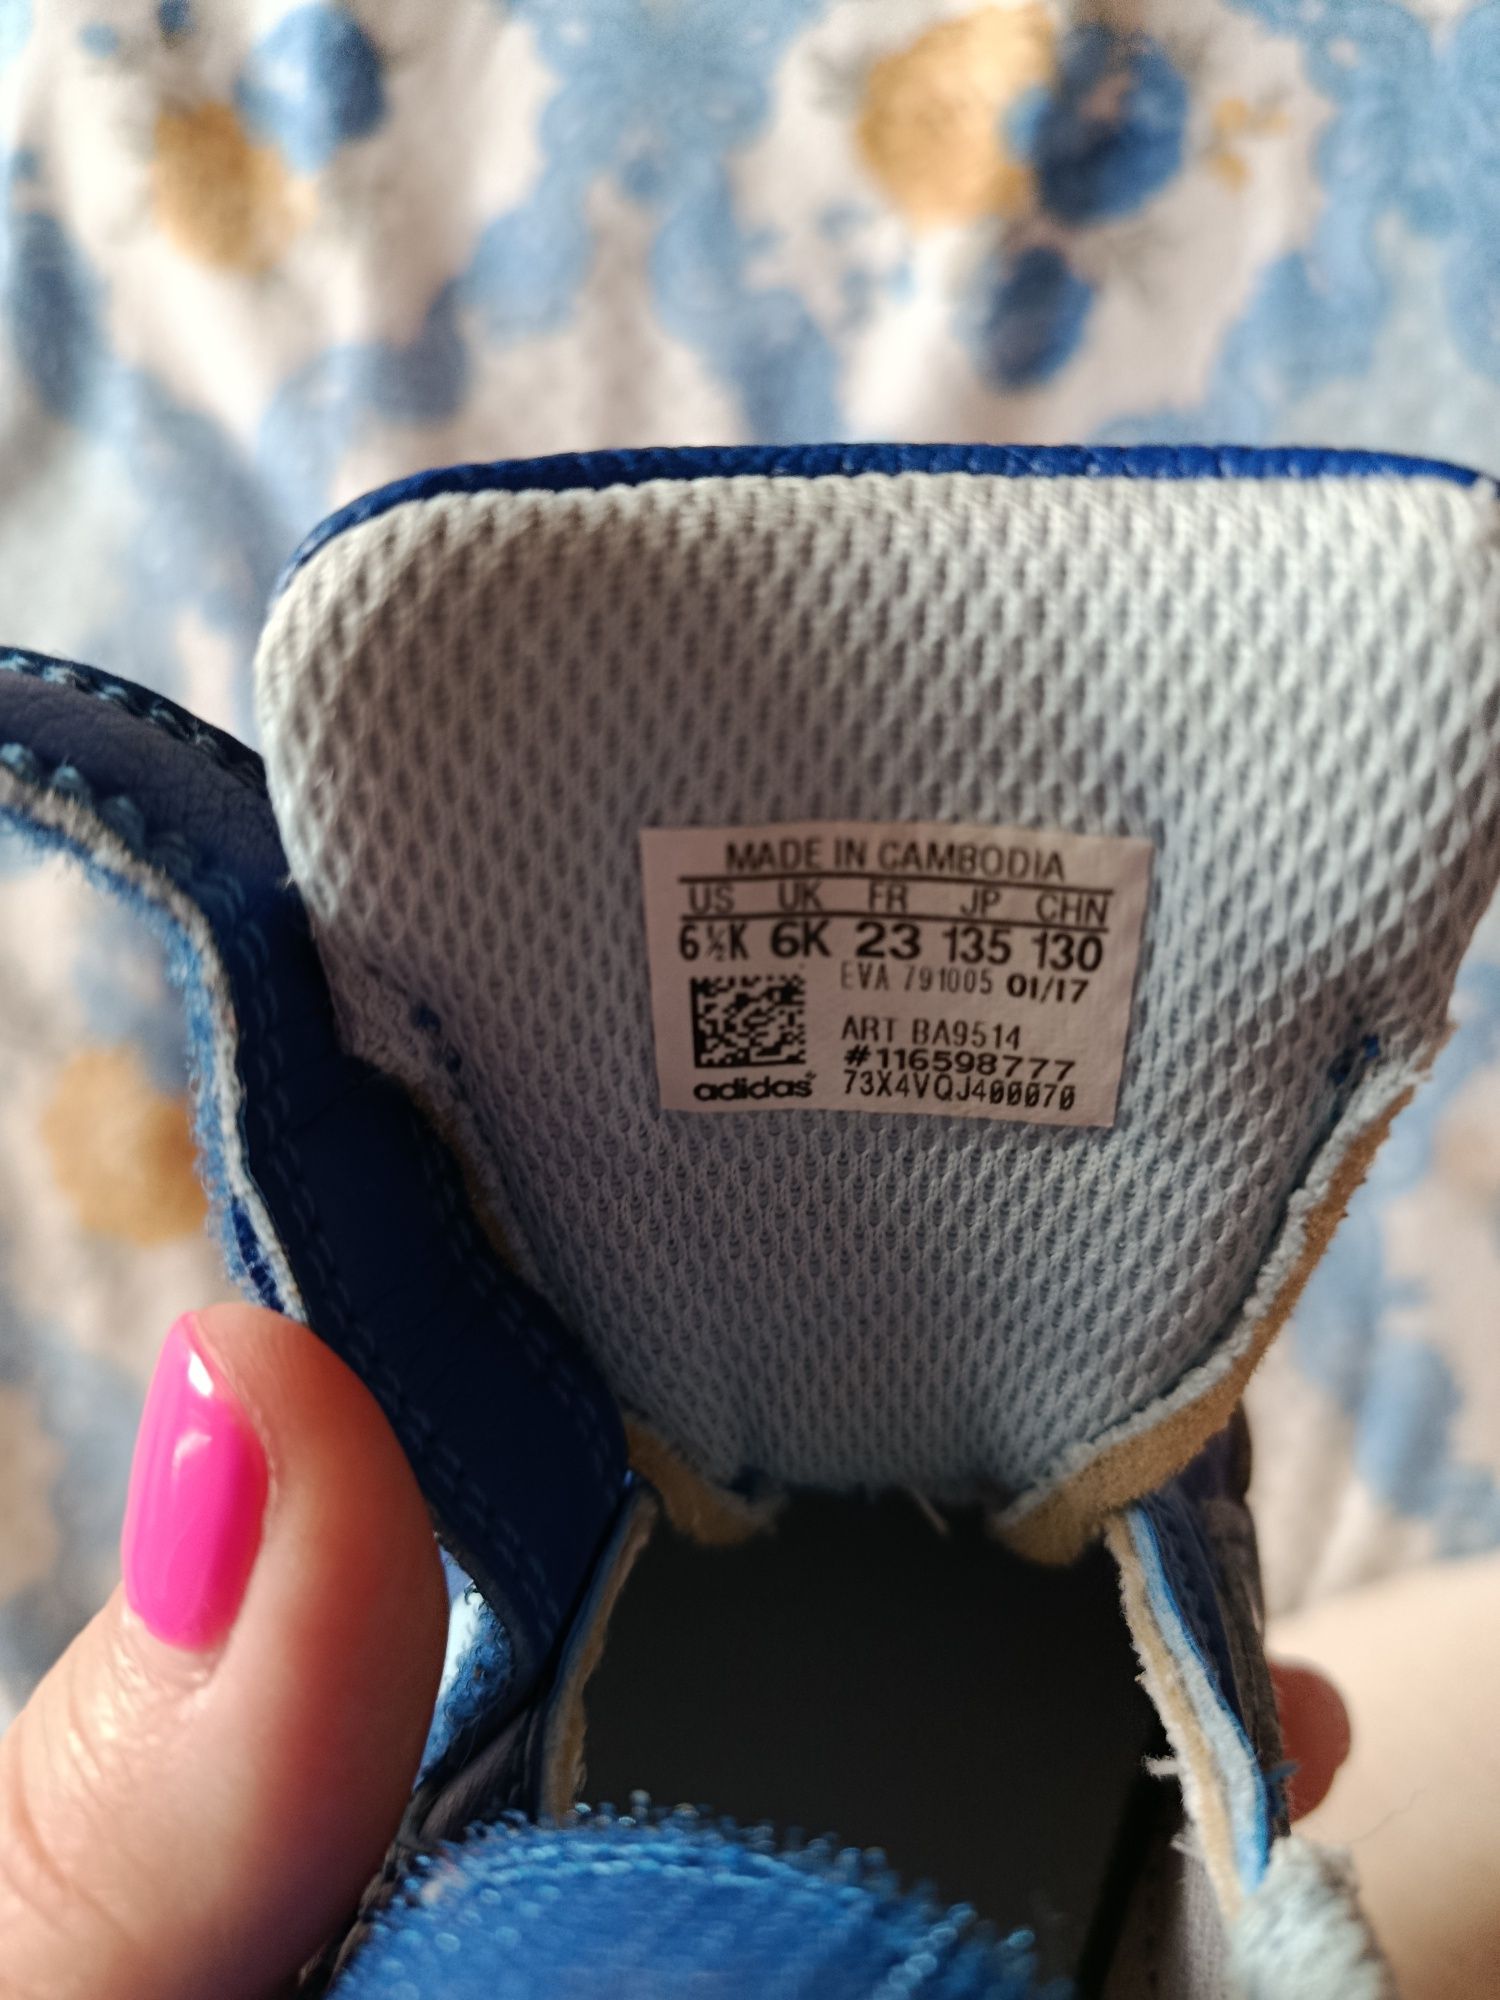 MADE IN CAMBODIA
US UK FR JP CHN
6½K 6K 23 135 130
EVA 791005 01/17
ART BA9514
#116598777
adidas 73X4VQJ400070